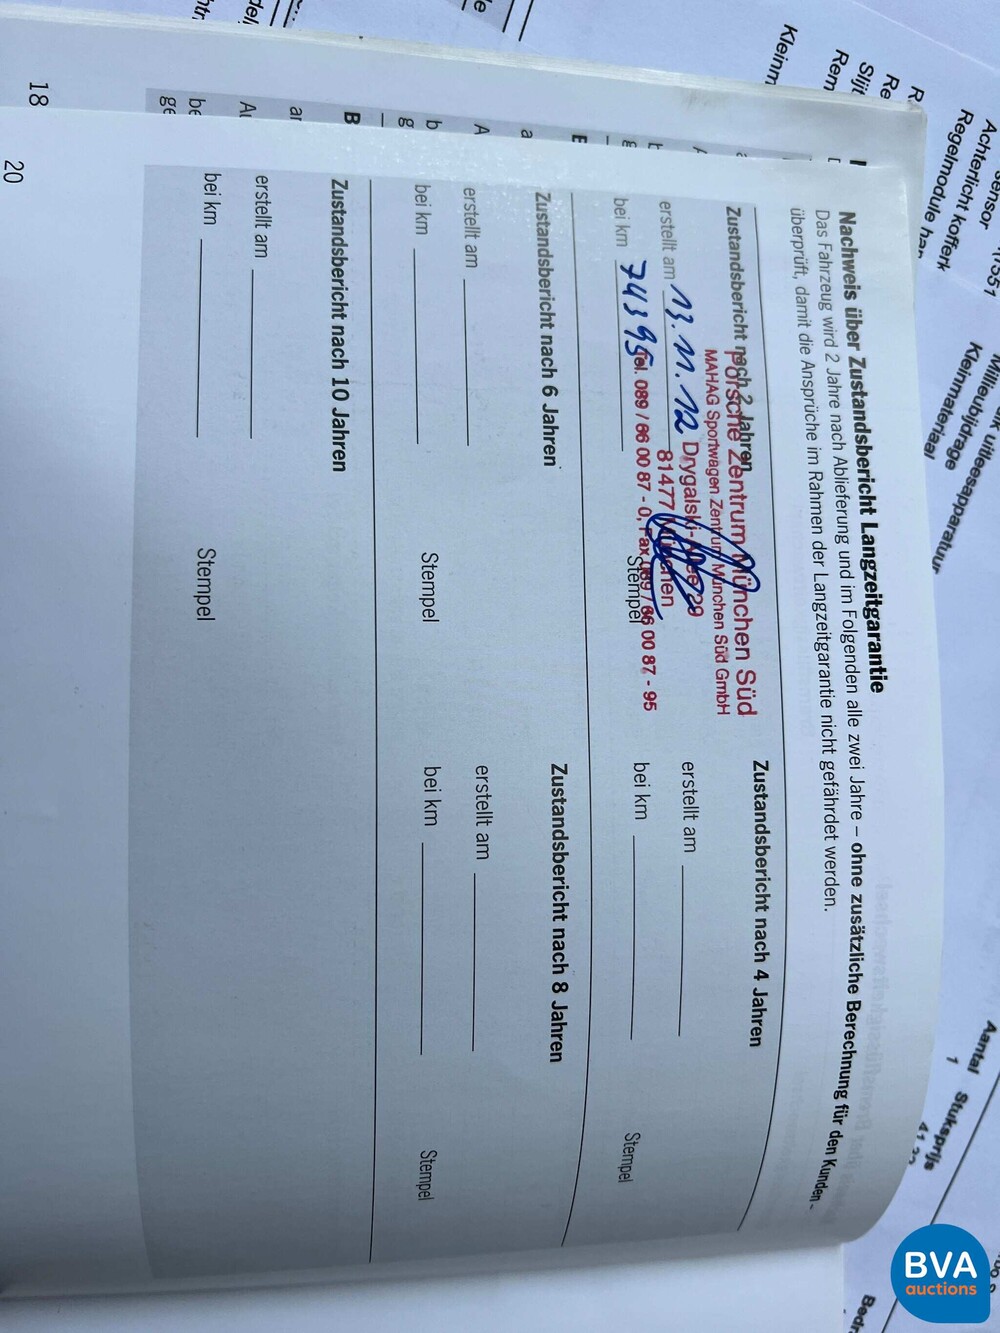 Nachweis über Zustandsbericht Langzeitgarantie
Das Fahrzeug wird 2 Jahre nach Ablieferung und im Folgenden alle zwei Jahre – ohne zusätzliche Berechnung für den Kunden -
überprüft, damit die Ansprüche im Rahmen der Langzeitgarantie nicht gefährdet werden.
Zustandsbericht nach 2 Jahren
erstellt am 13.11.12
bei km 74395
Stempel
Porsche Zentrum München Süd
MAHAG Sportwagen Zentrum München Süd GmbH
Drygalski-Allee 29
81477 München
Tel. 089 / 66 00 87 - 0, Fax 089 / 66 00 87 - 95
Zustandsbericht nach 4 Jahren
erstellt am
bei km
Stempel
Zustandsbericht nach 6 Jahren
erstellt am
bei km
Stempel
Zustandsbericht nach 8 Jahren
erstellt am
bei km
Stempel
Zustandsbericht nach 10 Jahren
erstellt am
bei km
Stempel
20
18
Achterlicht kofferk
Regelmodule
Kleinm
Milieubijdrage
Kleinmateriaal
uitleesapparatuur
Aantal
1
Stuksprijs
BVA
auctions